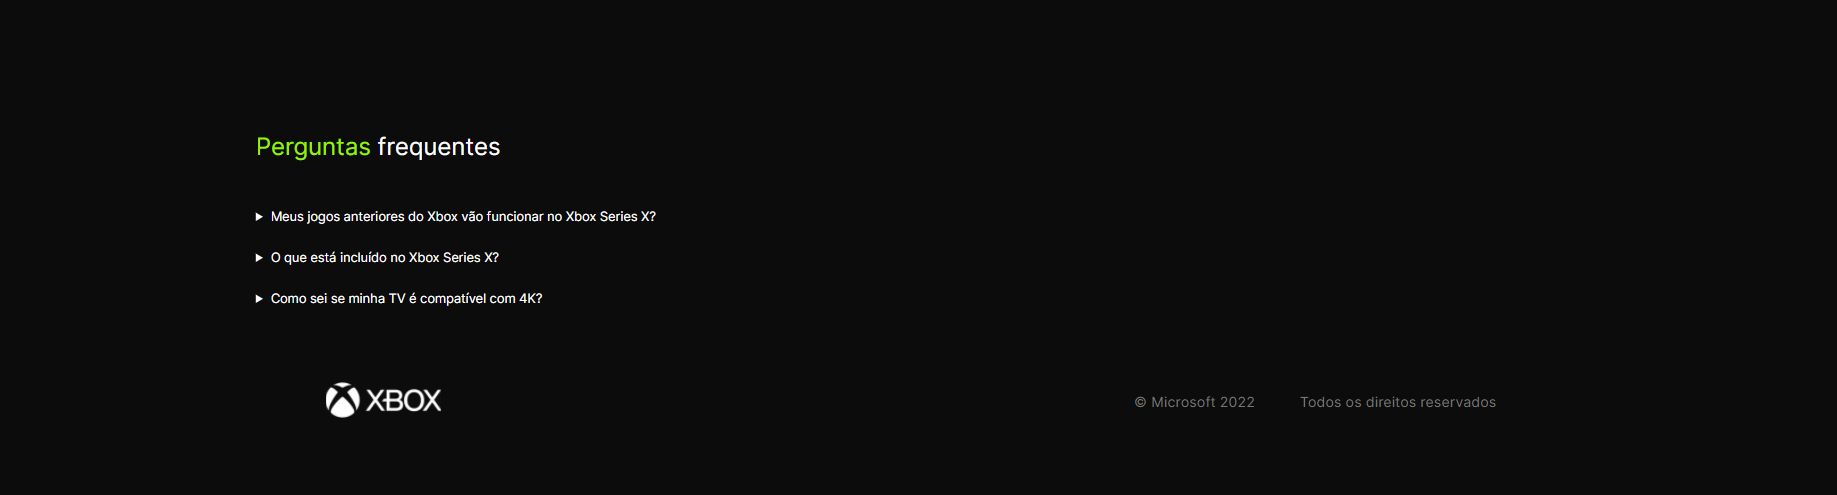 Perguntas frequentes
Meus jogos anteriores do Xbox vão funcionar no Xbox Series X?
O que está incluído no Xbox Series X?
Como sei se minha TV é compatível com 4K?
XBOX
© Microsoft 2022 Todos os direitos reservados